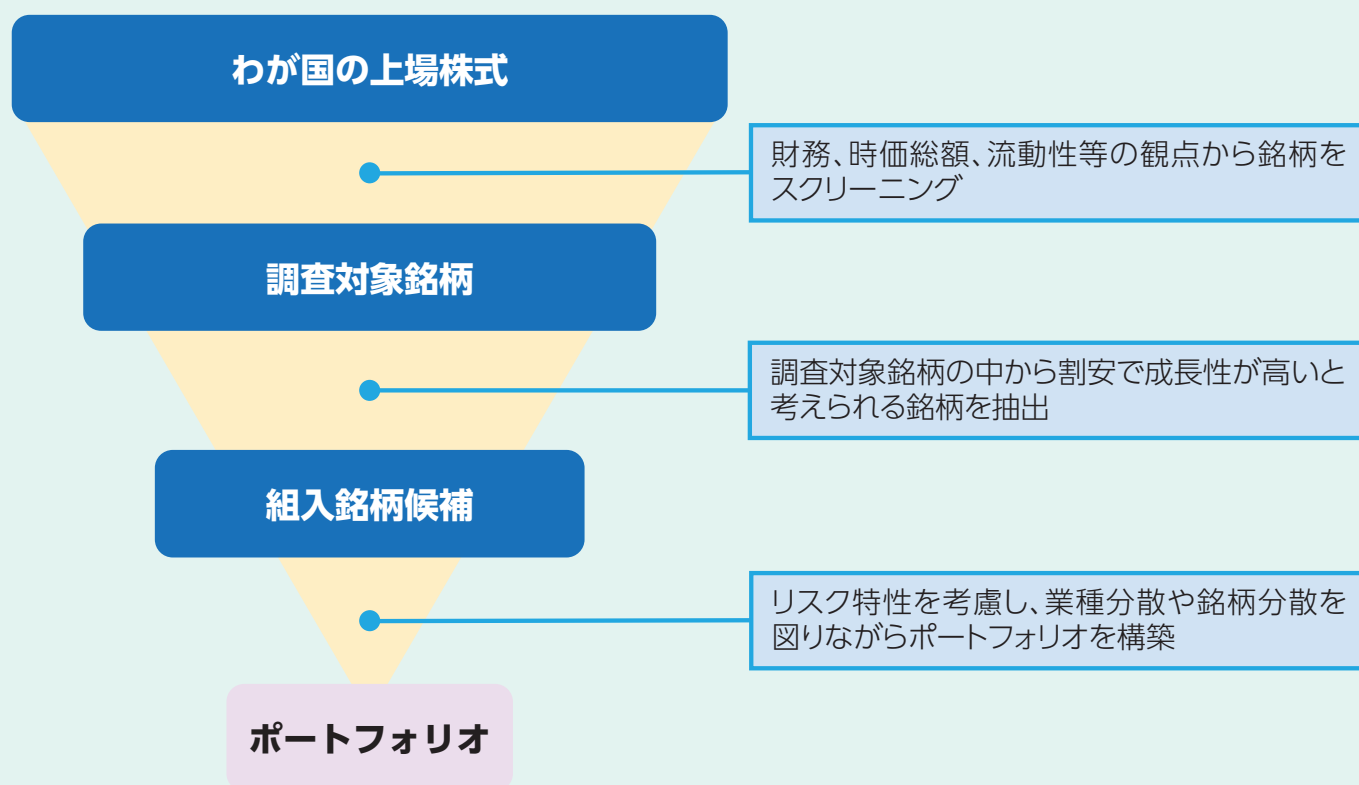 わが国の上場株式
財務、時価総額、流動性等の観点から銘柄を
スクリーニング
調査対象銘柄
調査対象銘柄の中から割安で成長性が高いと
考えられる銘柄を抽出
組入銘柄候補
リスク特性を考慮し、業種分散や銘柄分散を
図りながらポートフォリオを構築
ポートフォリオ